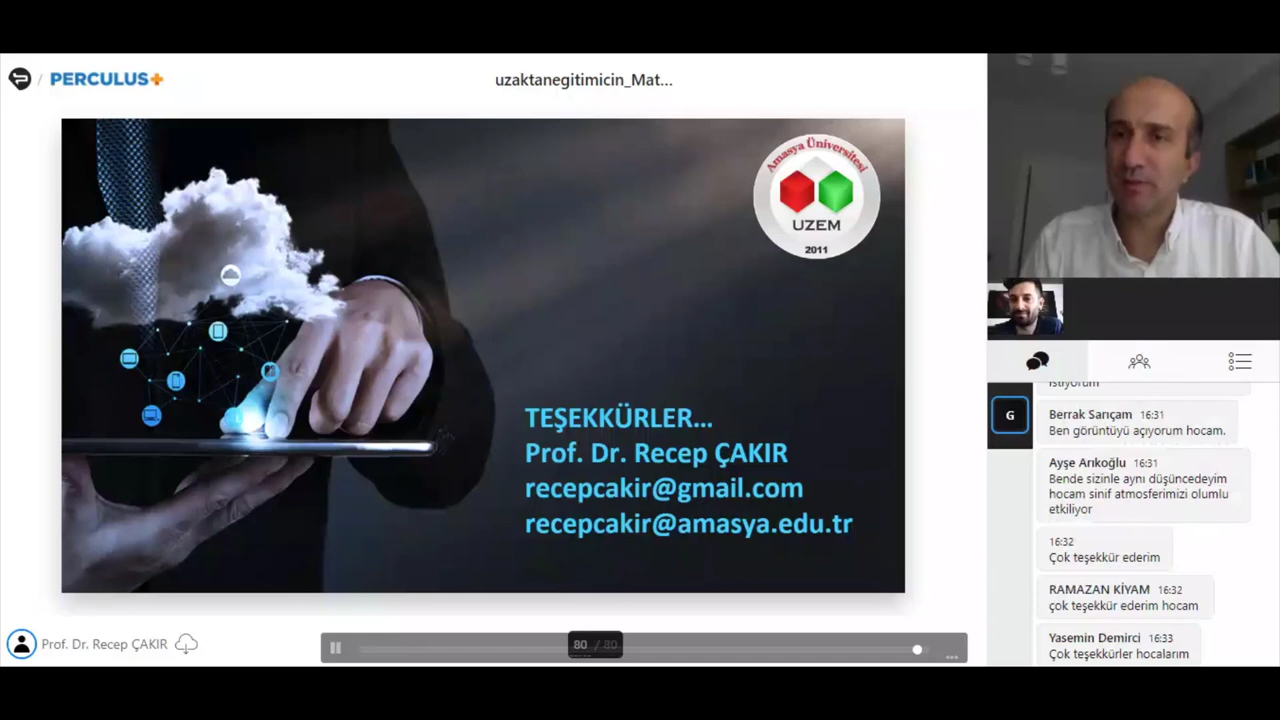 PERCULUS+
uzaktanegitimicin_Mat...
Amasya Üniversitesi
UZEM
2011
TEŞEKKÜRLER...
Prof. Dr. Recep ÇAKIR
recepcakir@gmail.com
recepcakir@amasya.edu.tr
Prof. Dr. Recep ÇAKIR
80 / 80
G
istiyorum
Berrak Sarıçam 16:31
Ben görüntüyü açıyorum hocam.
Ayşe Arıkoğlu 16:31
Bende sizinle aynı düşüncedeyim
hocam sinif atmosferimizi olumlu
etkiliyor
16:32
Çok teşekkür ederim
RAMAZAN KİYAM 16:32
çok teşekkür ederim hocam
Yasemin Demirci 16:33
Çok teşekkürler hocalarım